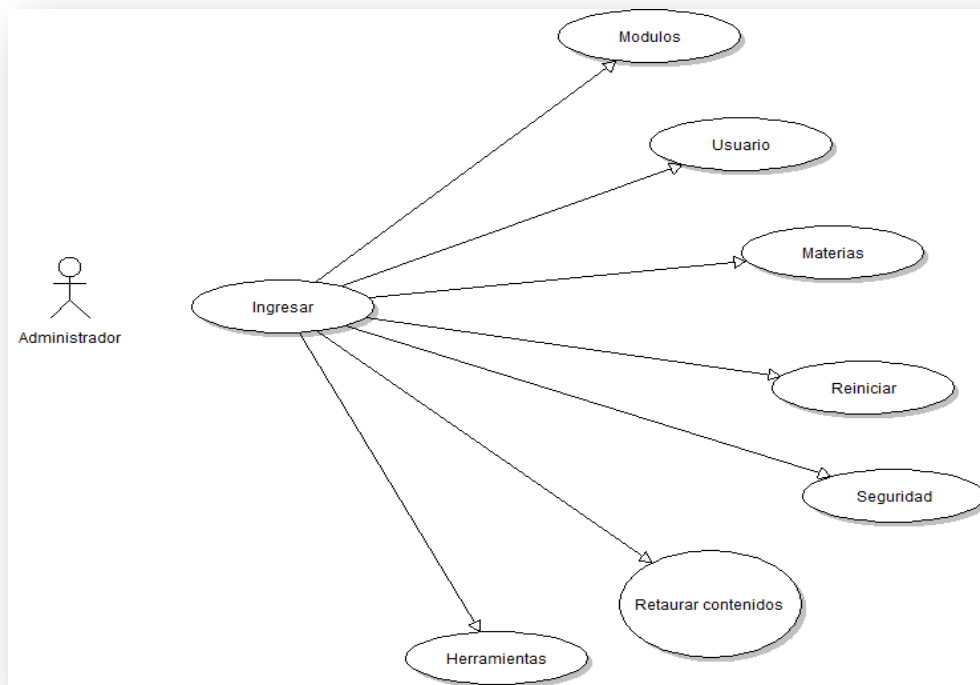 Modulos
Usuario
Materias
Administrador
Ingresar
Reiniciar
Seguridad
Retaurar contenidos
Herramientas